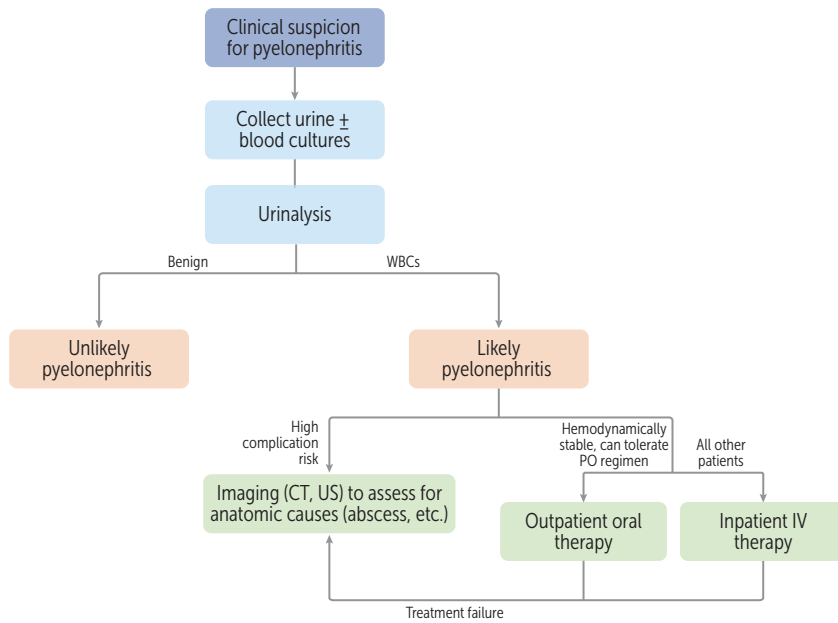 Clinical suspicion
for pyelonephritis
Collect urine ±
blood cultures
Urinalysis
Benign
WBCs
Unlikely
pyelonephritis
Likely
pyelonephritis
High
complication
risk
Hemodynamically
stable, can tolerate
PO regimen
All other
patients
Imaging (CT, US) to assess for
anatomic causes (abscess, etc.)
Outpatient oral
therapy
Inpatient IV
therapy
Treatment failure